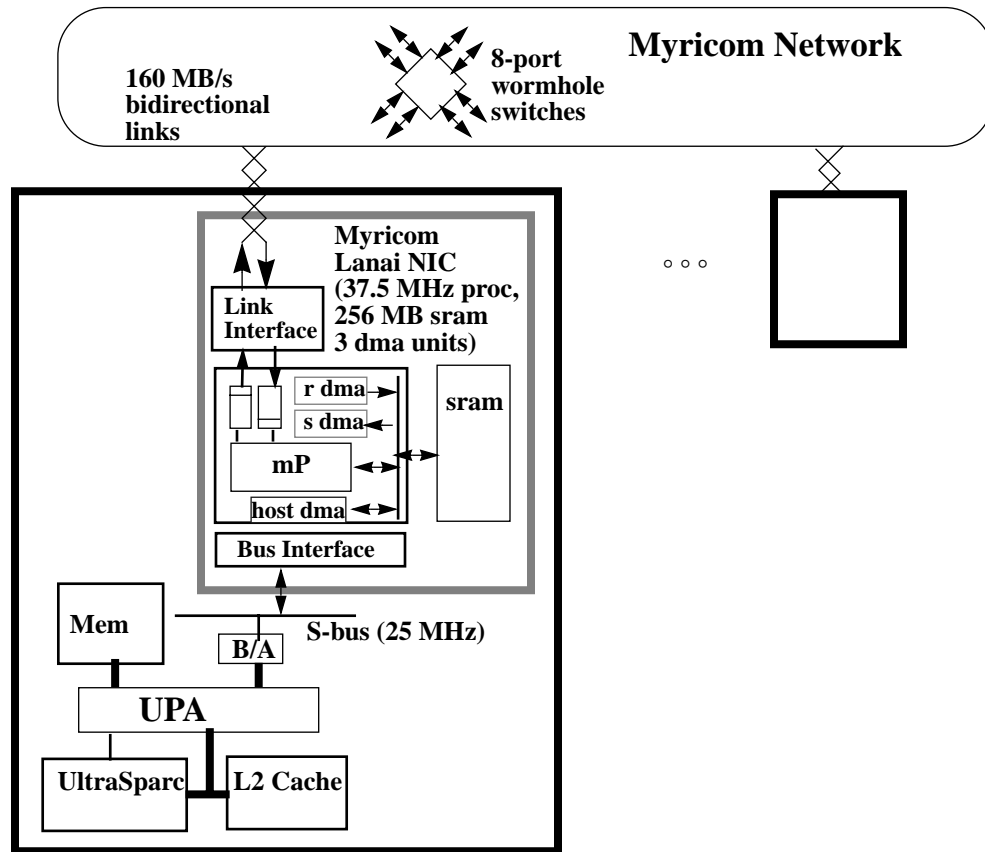 Myricom Network
8-port
wormhole
switches
160 MB/s
bidirectional
links
Myricom
Lanai NIC
(37.5 MHz proc,
256 MB sram
3 dma units)
Link
Interface
r dma
s dma
sram
mP
host dma
Bus Interface
S-bus (25 MHz)
Mem
B/A
UPA
UltraSparc
L2 Cache